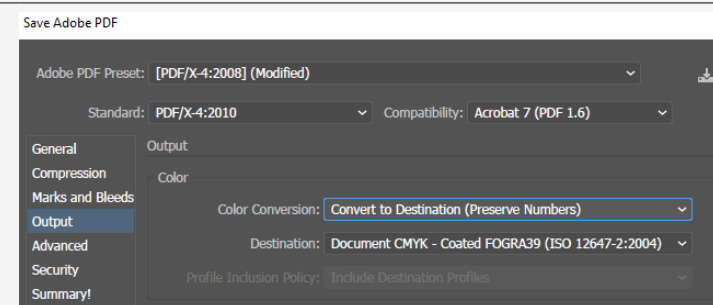 Save Adobe PDF
Adobe PDF Preset: [PDF/X-4:2008] (Modified)
Standard: PDF/X-4:2010 Compatibility: Acrobat 7 (PDF 1.6)
General Output
Compression Color
Marks and Bleeds Color Conversion: Convert to Destination (Preserve Numbers)
Output
Advanced Destination: Document CMYK - Coated FOGRA39 (ISO 12647-2:2004)
Security Profile Inclusion Policy: Include Destination Profiles
Summary!